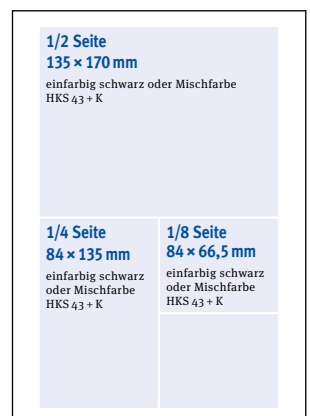 1/2 Seite
135 × 170 mm
einfarbig schwarz oder Mischfarbe
HKS 43 + K
1/4 Seite
84 × 135 mm
einfarbig schwarz
oder Mischfarbe
HKS 43 + K
1/8 Seite
84 × 66,5 mm
einfarbig schwarz
oder Mischfarbe
HKS 43 + K